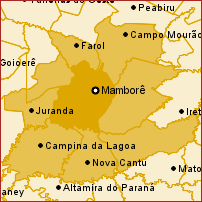 Peabiru
Farol
Campo Mourão
Goioerê
Mamborê
Juranda
Campina da Lagoa
Nova Cantu
Altamira do Paraná